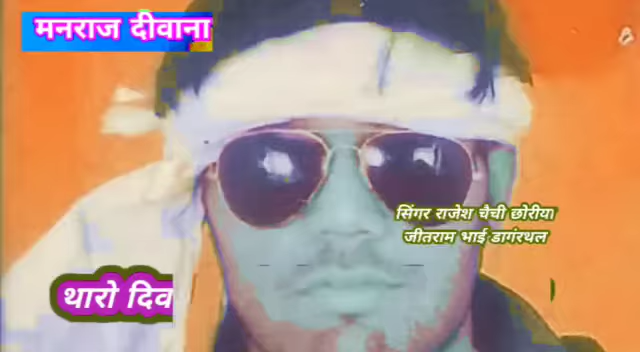 मनराज दीवाना
सिंगर राजेश चैची छोरीया
जीतराम भाई डागंरथल
थारो दिव